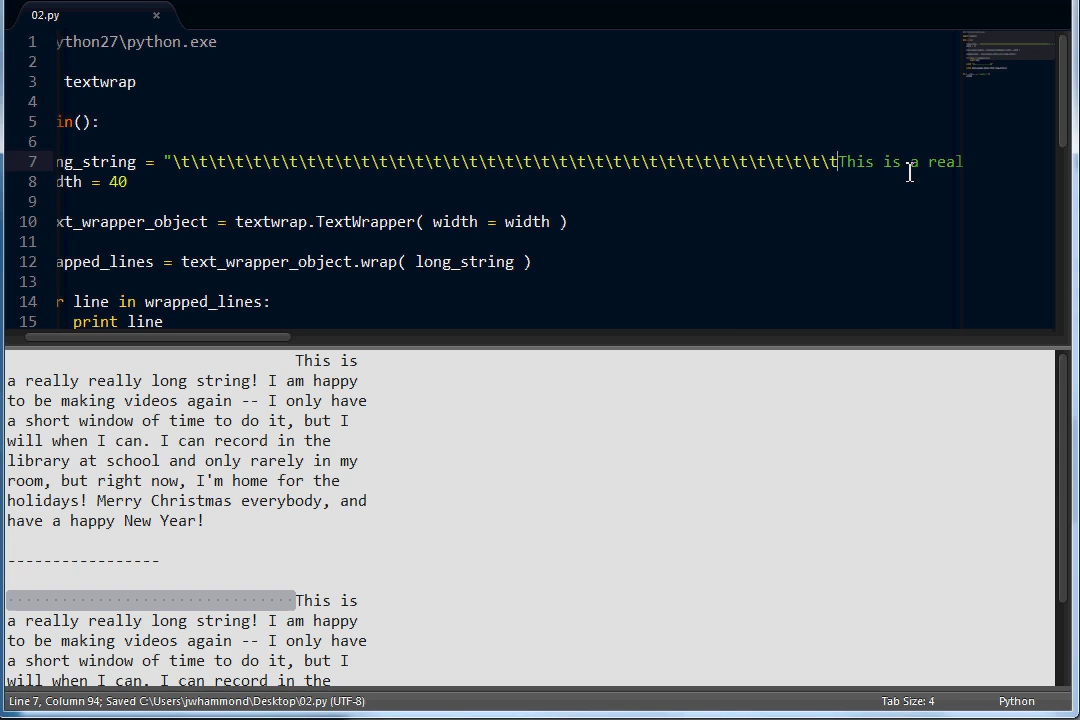 02.py ×
1 ython27\python.exe
2
3 textwrap
4
5 in():
6
7 ng_string = "\t\t\t\t\t\t\t\t\t\t\t\t\t\t\t\t\t\t\t\t\t\t\t\t\t\t\t\t\t\t\t\t\t\t\t\t\tThis is a real
8 dth = 40
9
10 xt_wrapper_object = textwrap.TextWrapper( width = width )
11
12 apped_lines = text_wrapper_object.wrap( long_string )
13
14 r line in wrapped_lines:
15 print line
This is
a really really long string! I am happy
to be making videos again -- I only have
a short window of time to do it, but I
will when I can. I can record in the
library at school and only rarely in my
room, but right now, I'm home for the
holidays! Merry Christmas everybody, and
have a happy New Year!
-----------------
This is
a really really long string! I am happy
to be making videos again -- I only have
a short window of time to do it, but I
will when I can. I can record in the
Line 7, Column 94; Saved C:\Users\jwhammond\Desktop\02.py (UTF-8) Tab Size: 4 Python